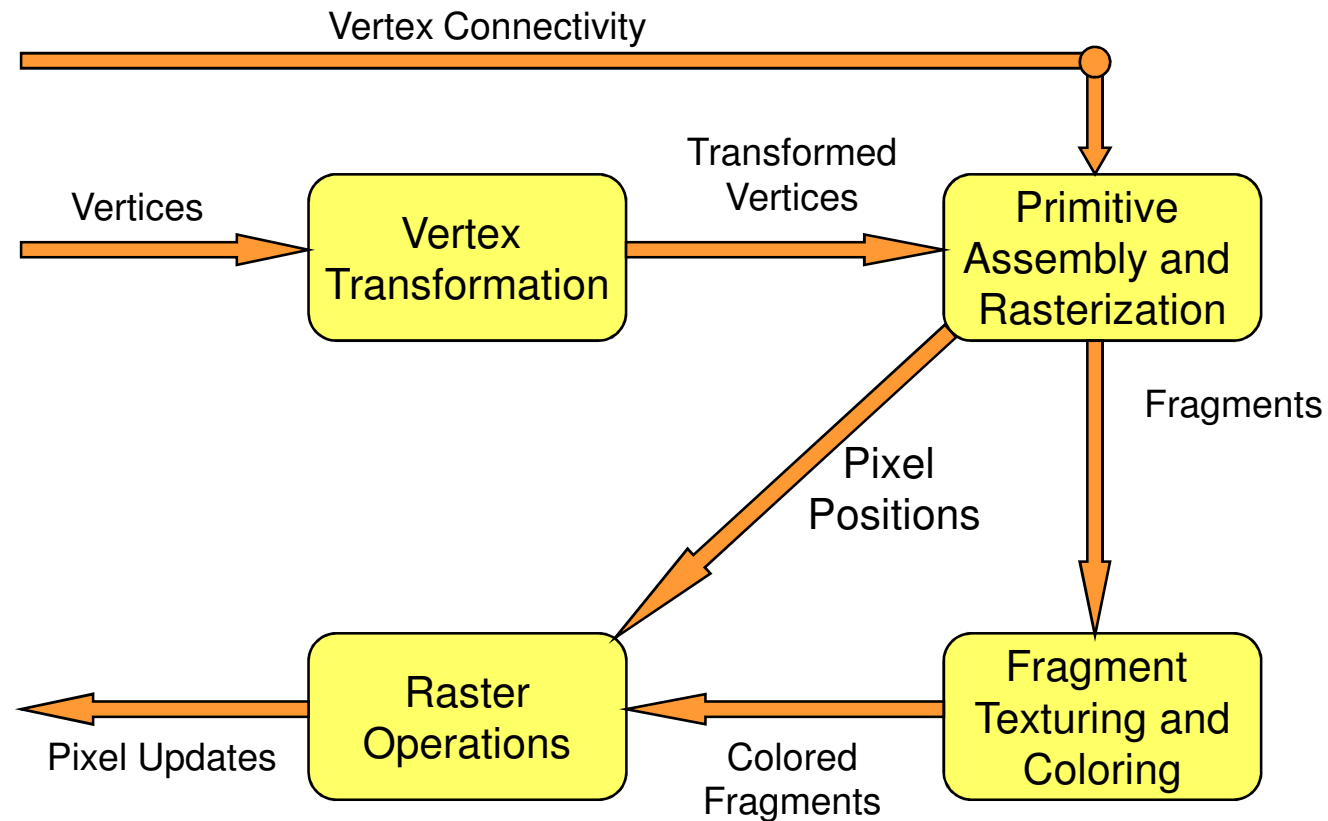 Vertex Connectivity
Vertices
Vertex
Transformation
Transformed
Vertices
Primitive
Assembly and
Rasterization
Fragments
Pixel
Positions
Fragment
Texturing and
Coloring
Colored
Fragments
Raster
Operations
Pixel Updates